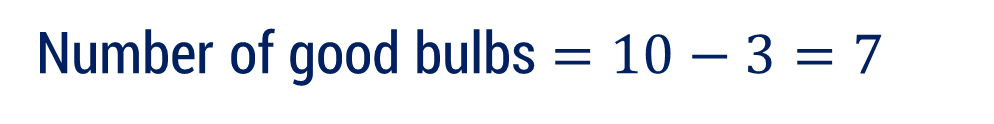 Number of good bulbs = 10 − 3 = 7